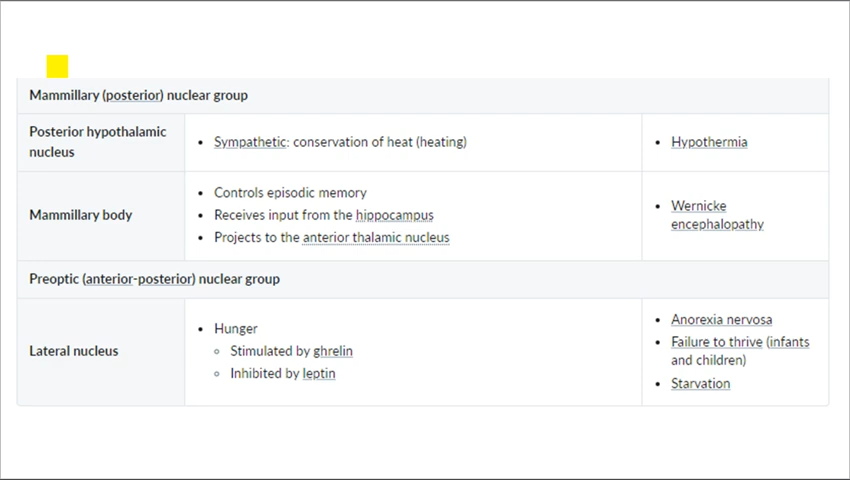 Mammillary (posterior) nuclear group
Posterior hypothalamic
nucleus
• Sympathetic: conservation of heat (heating)
• Hypothermia
Mammillary body
• Controls episodic memory
• Receives input from the hippocampus
• Projects to the anterior thalamic nucleus
• Wernicke
encephalopathy
Preoptic (anterior-posterior) nuclear group
Lateral nucleus
• Hunger
◦ Stimulated by ghrelin
◦ Inhibited by leptin
• Anorexia nervosa
• Failure to thrive (infants
and children)
• Starvation